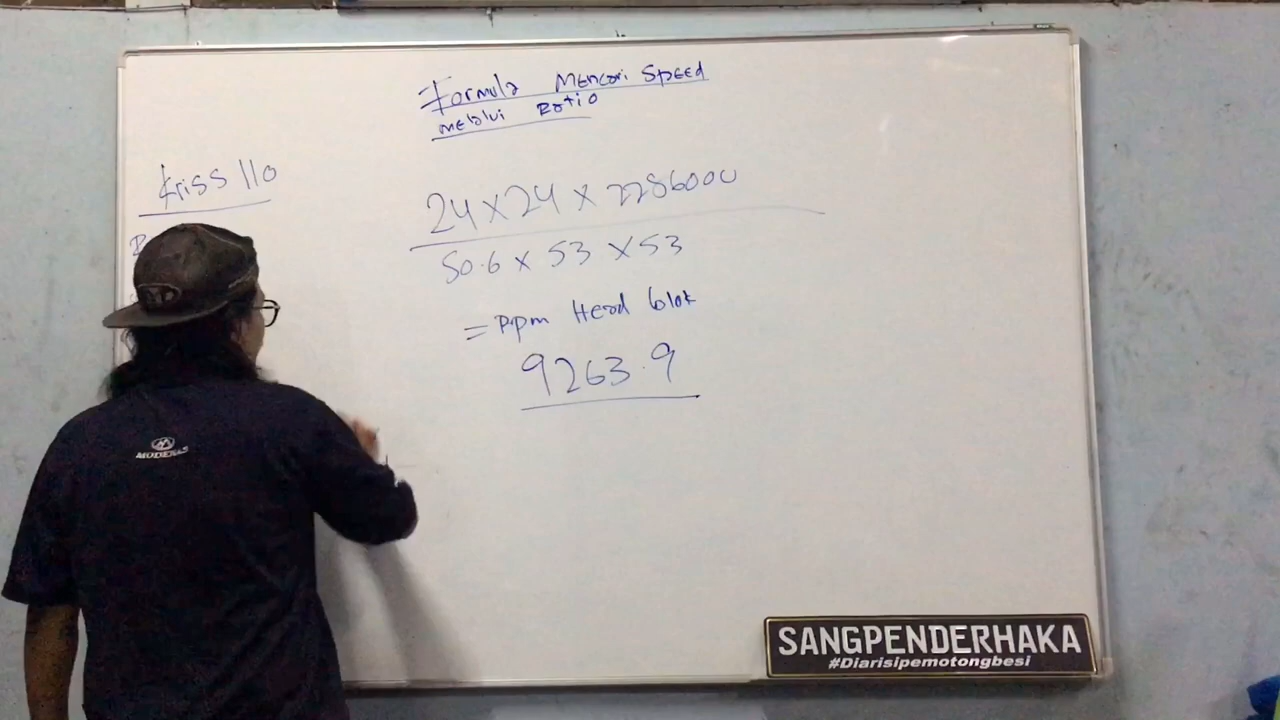 Formula Mencari Speed
melalui Ratio
Kriss 110
24 x 24 x 2286000
50.6 x 53 x 53
= Ppm Head blok
9263.9
MODENAS
SANGPENDERHAKA
#Diarisipemotongbesi